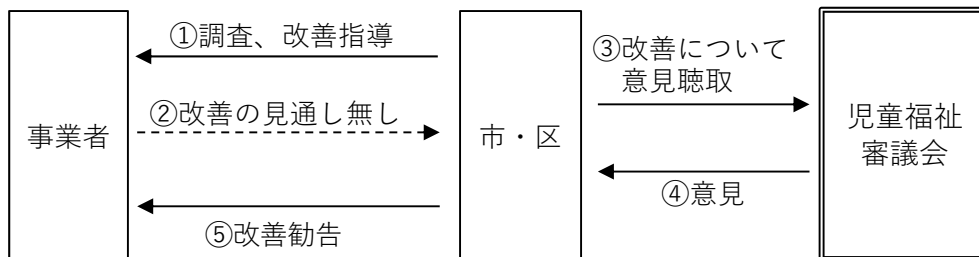 ①調査、改善指導
②改善の見通し無し
③改善について
意見聴取
事業者
市・区
児童福祉
審議会
④意見
⑤改善勧告